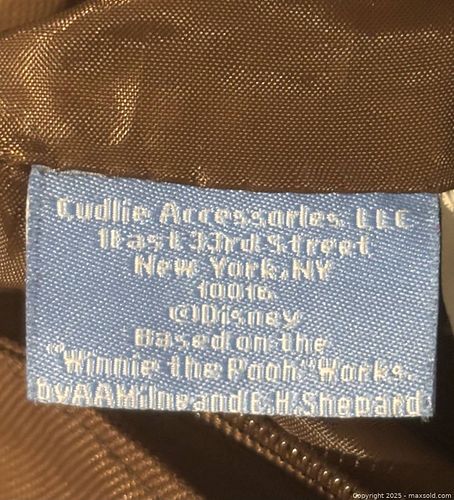 Cudlie Accessories LLC
1 East 33rd Street
New York, NY
10016
©Disney
Based on the
"Winnie the Pooh" Works.
by A A Milne and E.H. Shepard
Copyright © 2025 - maxsold.com